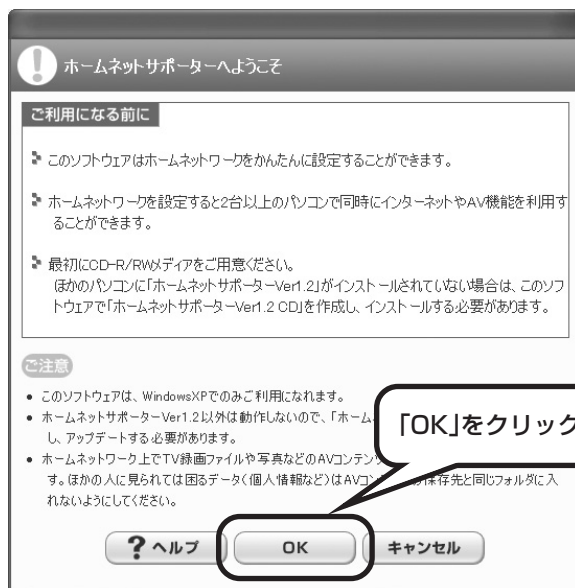 ホームネットサポーターへようこそ
ご利用になる前に
このソフトウェアはホームネットワークをかんたんに設定することができます。
ホームネットワークを設定すると2台以上のパソコンで同時にインターネットやAV機能を利用す
ることができます。
最初にCD-R/RWメディアをご用意ください。
ほかのパソコンに「ホームネットサポーターVer1.2」がインストールされていない場合は、このソフ
トウェアで「ホームネットサポーターVer1.2 CD」を作成し、インストールする必要があります。
ご注意
このソフトウェアは、WindowsXPでのみご利用になれます。
ホームネットサポーターVer1.2以外は動作しないので、「ホーム
し、アップデートする必要があります。
ホームネットワーク上でTV録画ファイルや写真などのAVコンテン
す。ほかの人に見られては困るデータ(個人情報など)はAVコン
保存先と同じフォルダに入
れないようにしてください。
「OK」をクリック
?ヘルプ
OK
キャンセル